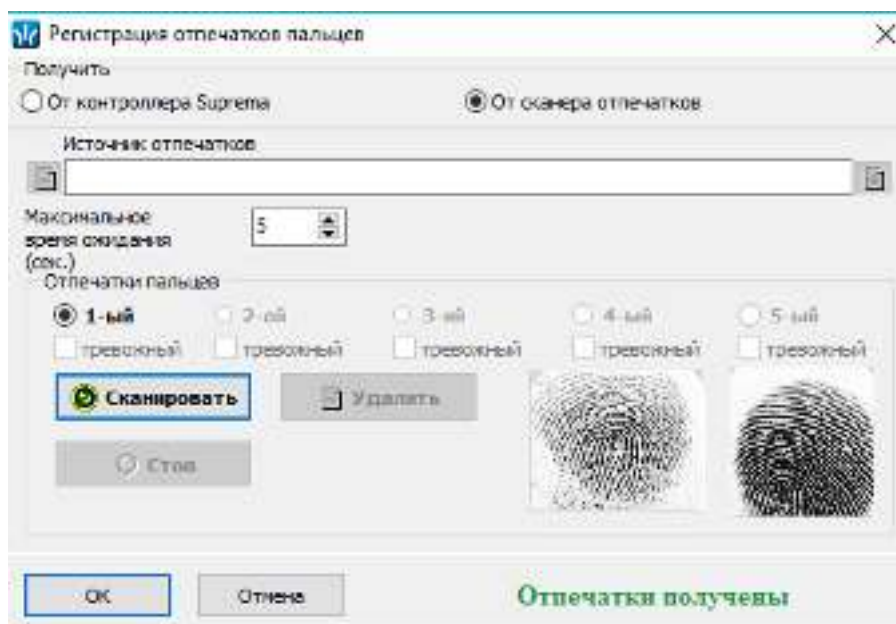 Регистрация отпечатков пальцев
Получить
От контроллера Suprema
От сканера отпечатков
Источник отпечатков
Максимальное
время ожидания
(сек.)
5
Отпечатки пальцев
1-ый 2-ой 3-ий 4-ый 5-ый
тревожный тревожный тревожный тревожный тревожный
Сканировать Удалить
Стоп
ОК Отмена Отпечатки получены